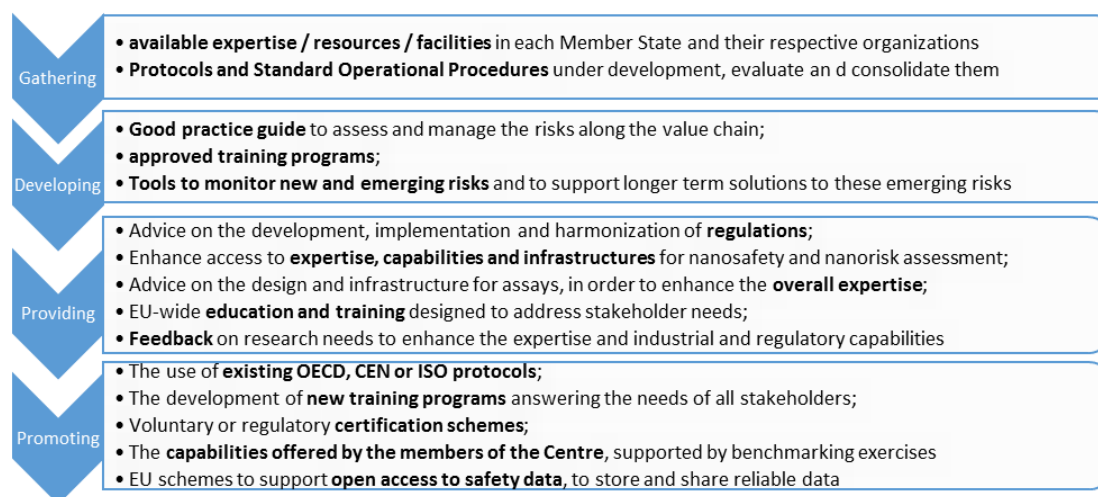 Gathering
• available expertise / resources / facilities in each Member State and their respective organizations
• Protocols and Standard Operational Procedures under development, evaluate an d consolidate them
Developing
• Good practice guide to assess and manage the risks along the value chain;
• approved training programs;
• Tools to monitor new and emerging risks and to support longer term solutions to these emerging risks
Providing
• Advice on the development, implementation and harmonization of regulations;
• Enhance access to expertise, capabilities and infrastructures for nanosafety and nanorisk assessment;
• Advice on the design and infrastructure for assays, in order to enhance the overall expertise;
• EU-wide education and training designed to address stakeholder needs;
• Feedback on research needs to enhance the expertise and industrial and regulatory capabilities
Promoting
• The use of existing OECD, CEN or ISO protocols;
• The development of new training programs answering the needs of all stakeholders;
• Voluntary or regulatory certification schemes;
• The capabilities offered by the members of the Centre, supported by benchmarking exercises
• EU schemes to support open access to safety data, to store and share reliable data